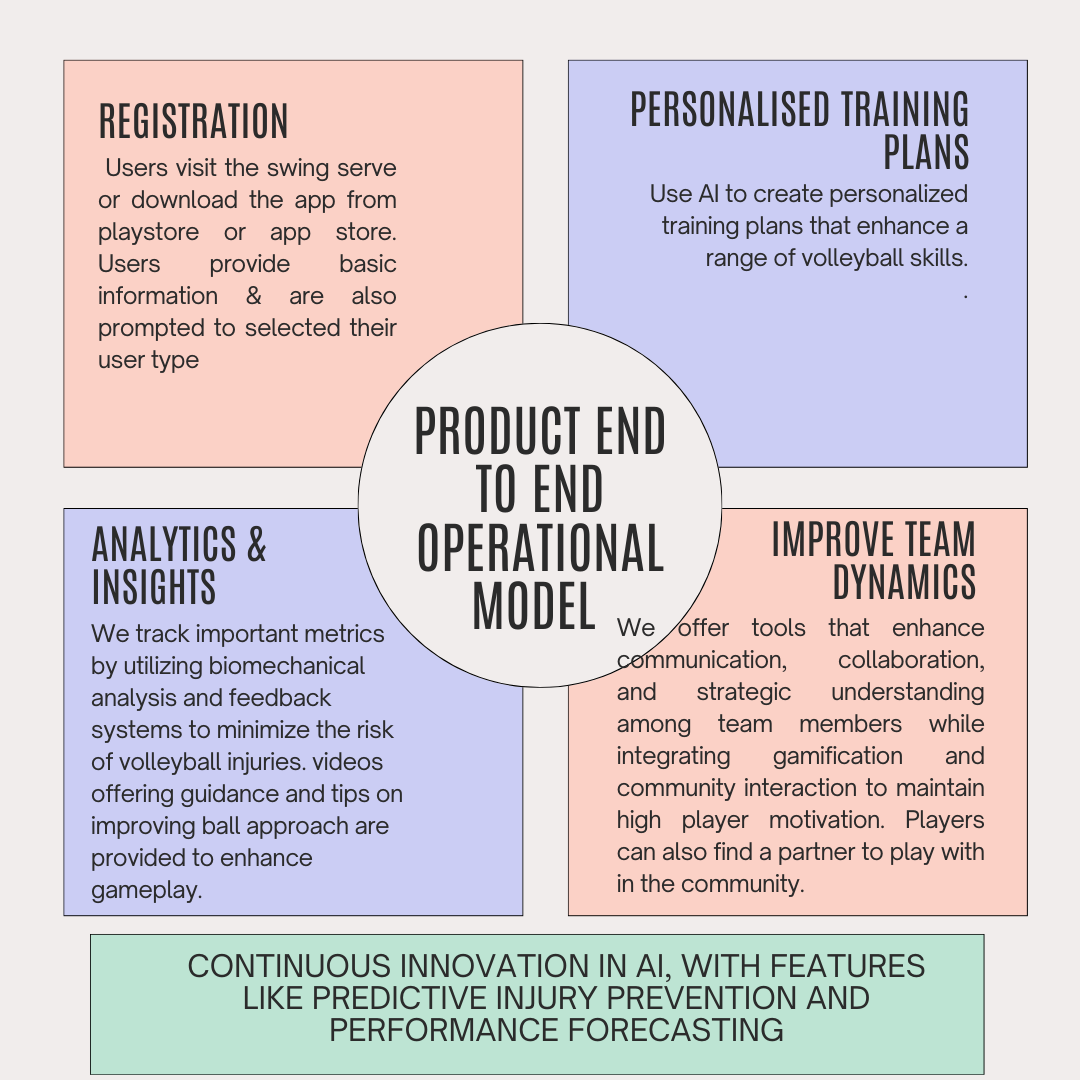 REGISTRATION
Users visit the swing serve
or download the app from
playstore or app store.
Users provide basic
information & are also
prompted to selected their
user type
PERSONALISED TRAINING
PLANS
Use AI to create personalized
training plans that enhance a
range of volleyball skills.
.
PRODUCT END
TO END
OPERATIONAL
MODEL
ANALYTICS &
INSIGHTS
We track important metrics
by utilizing biomechanical
analysis and feedback
systems to minimize the risk
of volleyball injuries. videos
offering guidance and tips on
improving ball approach are
provided to enhance
gameplay.
IMPROVE TEAM
DYNAMICS
We offer tools that enhance
communication, collaboration,
and strategic understanding
among team members while
integrating gamification and
community interaction to maintain
high player motivation. Players
can also find a partner to play with
in the community.
CONTINUOUS INNOVATION IN AI, WITH FEATURES
LIKE PREDICTIVE INJURY PREVENTION AND
PERFORMANCE FORECASTING